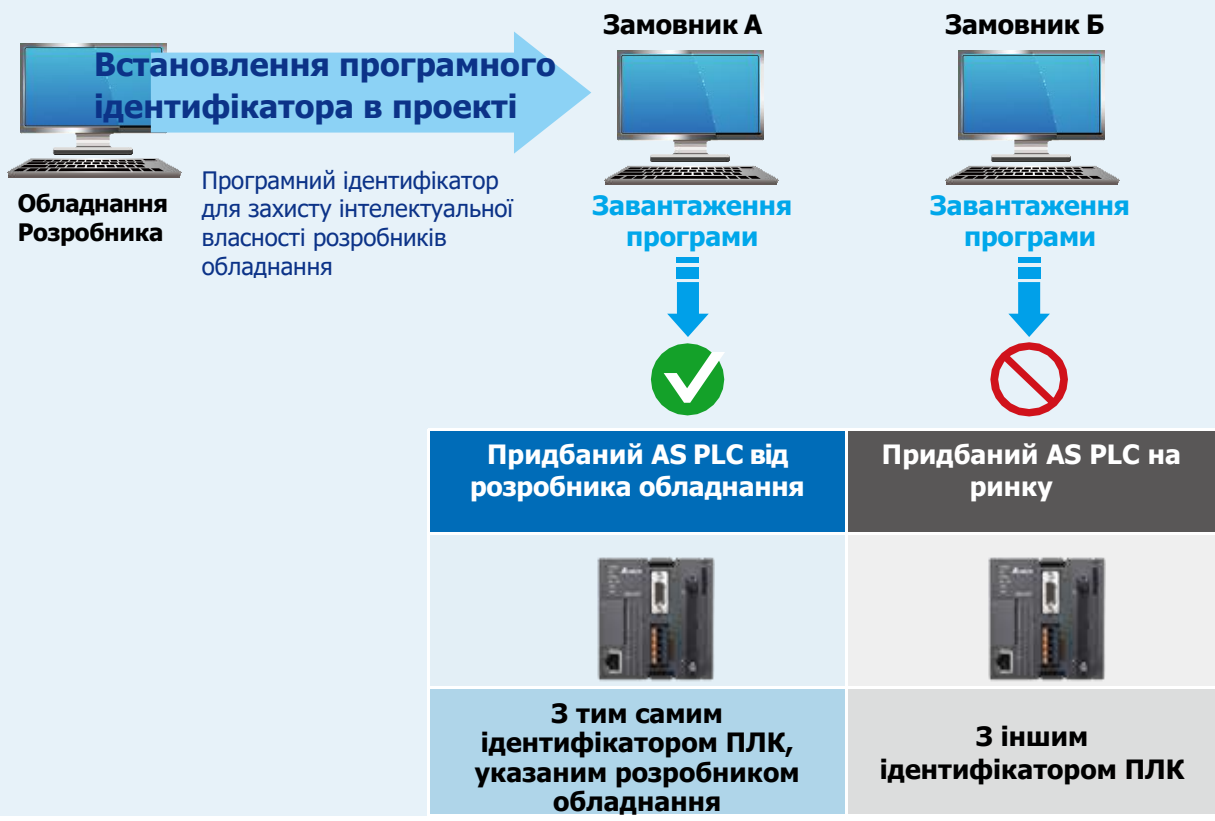 Замовник А
Замовник Б
Встановлення програмного
ідентифікатора в проекті
Обладнання
Розробника
Програмний ідентифікатор
для захисту інтелектуальної
власності розробників
обладнання
Завантаження
програми
Завантаження
програми
Придбаний AS PLC від
розробника обладнання
Придбаний AS PLC на
ринку
З тим самим
ідентифікатором ПЛК,
указаним розробником
обладнання
З іншим
ідентифікатором ПЛК